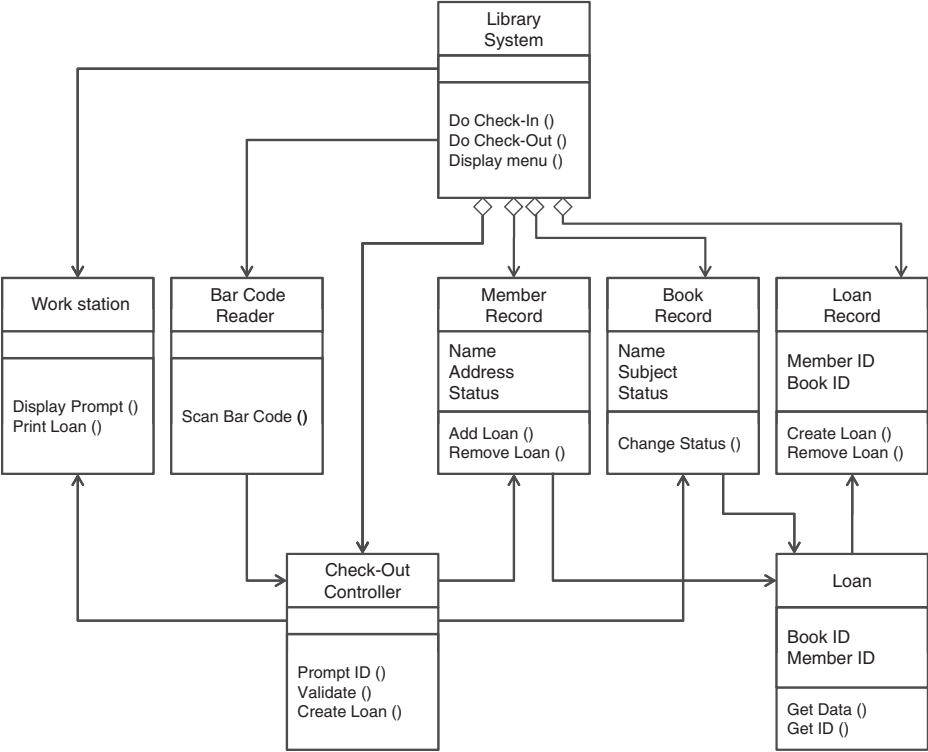 Library
System
Do Check-In ()
Do Check-Out ()
Display menu ()
Work station
Display Prompt ()
Print Loan ()
Bar Code
Reader
Scan Bar Code ()
Member
Record
Name
Address
Status
Add Loan ()
Remove Loan ()
Book
Record
Name
Subject
Status
Change Status ()
Loan
Record
Member ID
Book ID
Create Loan ()
Remove Loan ()
Check-Out
Controller
Prompt ID ()
Validate ()
Create Loan ()
Loan
Book ID
Member ID
Get Data ()
Get ID ()